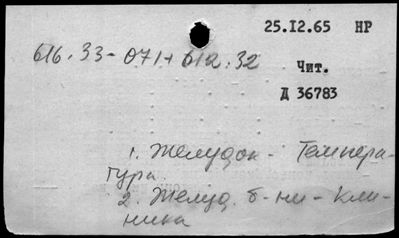 25.I2.65 НР
616.33-071+612.32
Чит.
Д 36783
1. Желудок - Темпера-
тура.
2. Желуд. б-ни - Кли-
ника